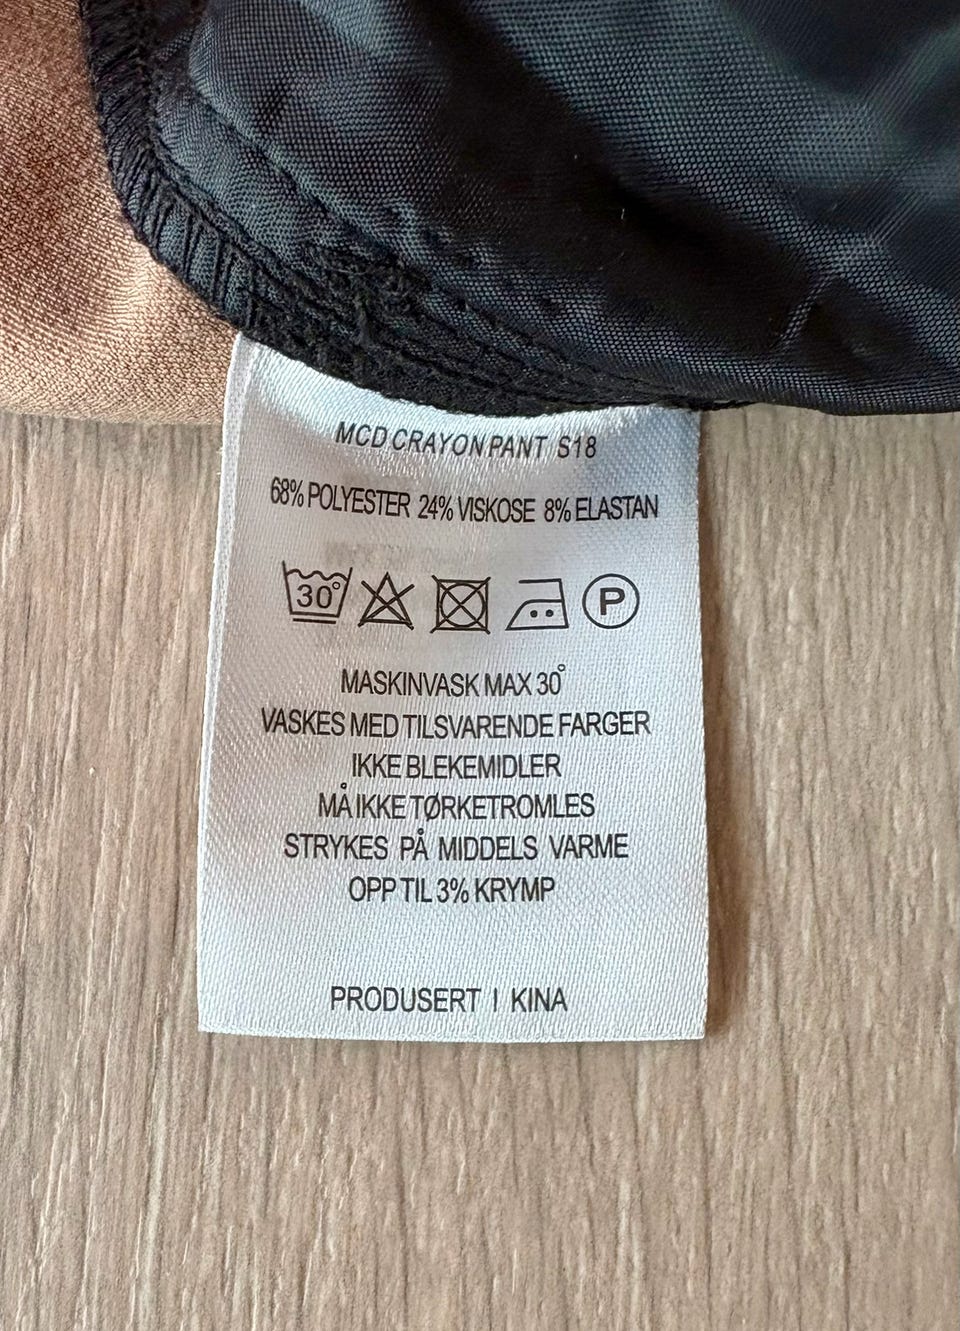 MCD CRAYON PANT S18
68% POLYESTER 24% VISKOSE 8% ELASTAN
30° P
MASKINVASK MAX 30°
VASKES MED TILSVARENDE FARGER
IKKE BLEKEMIDLER
MÅ IKKE TØRKETROMLES
STRYKES PÅ MIDDELS VARME
OPP TIL 3% KRYMP
PRODUSERT I KINA